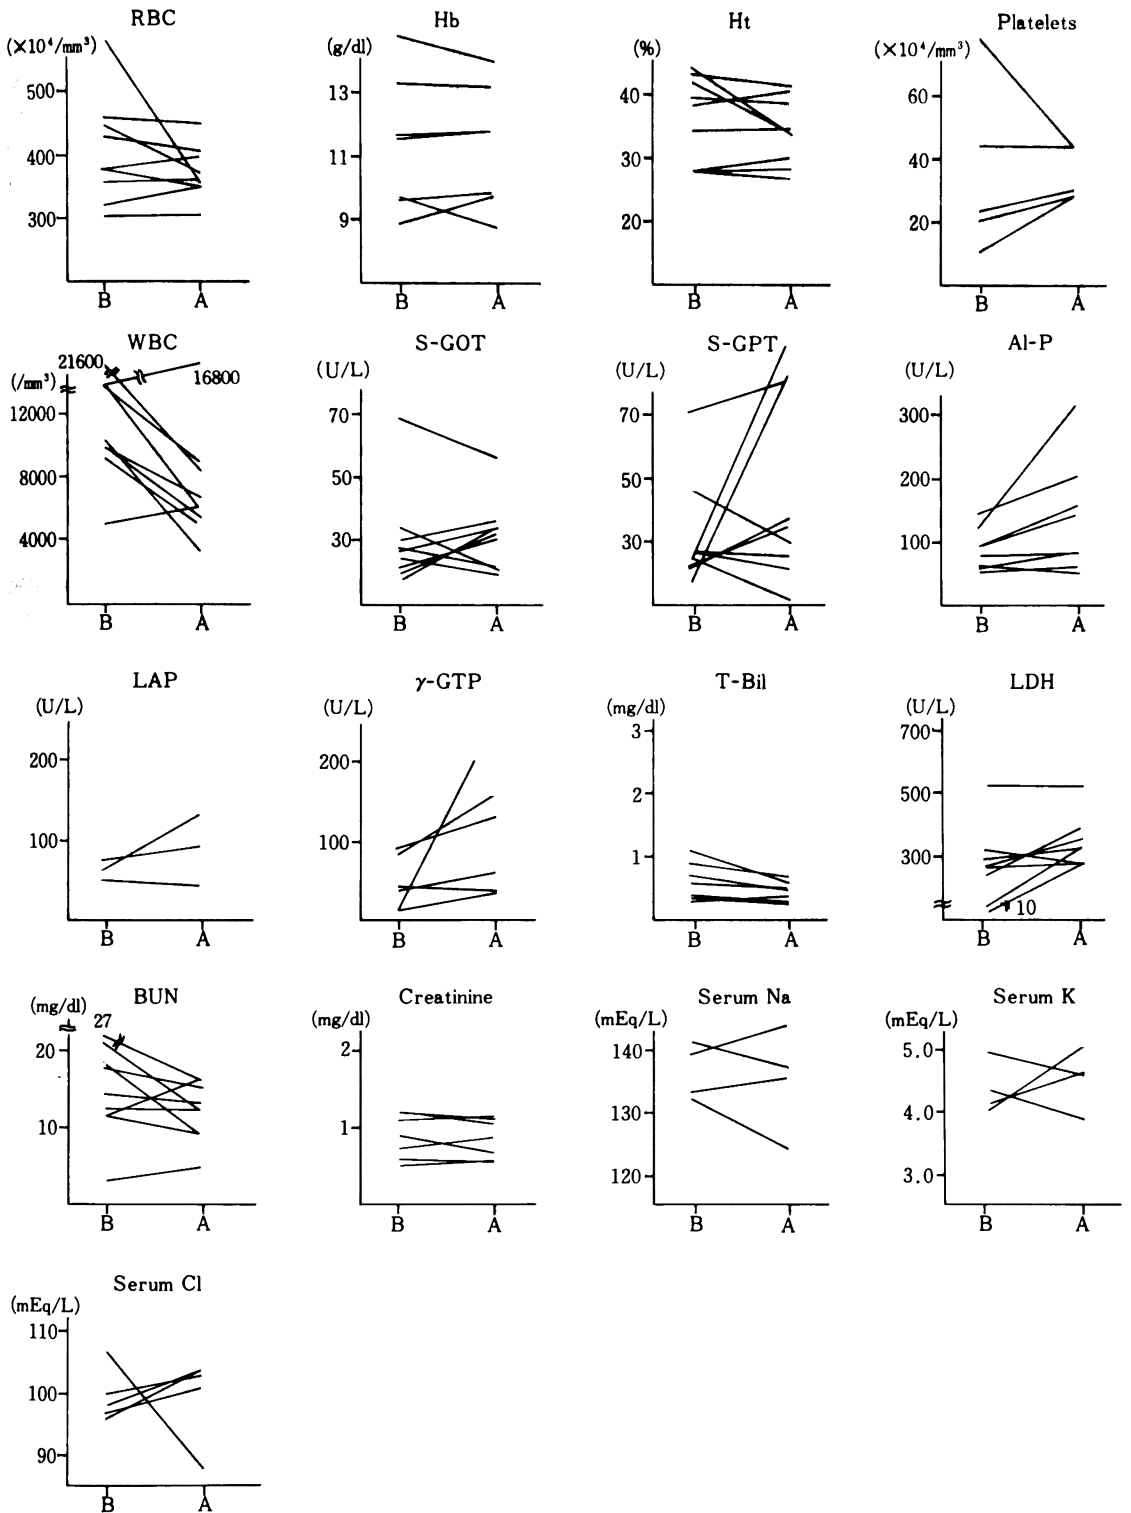 RBC
(×10⁴/mm³)
500
400
300
B A
Hb
(g/dl)
13
11
9
B A
Ht
(%)
40
30
20
B A
Platelets
(×10⁴/mm³)
60
40
20
B A
WBC
21600
(/mm³)
16800
12000
8000
4000
B A
S-GOT
(U/L)
70
50
30
B A
S-GPT
(U/L)
70
50
30
B A
Al-P
(U/L)
300
200
100
B A
LAP
(U/L)
200
100
B A
γ-GTP
(U/L)
200
100
B A
T-Bil
(mg/dl)
3
2
1
B A
LDH
(U/L)
700
500
300
10
B A
BUN
(mg/dl)
27
20
10
B A
Creatinine
(mg/dl)
2
1
B A
Serum Na
(mEq/L)
140
130
120
B A
Serum K
(mEq/L)
5.0
4.0
3.0
B A
Serum Cl
(mEq/L)
110
100
90
B A